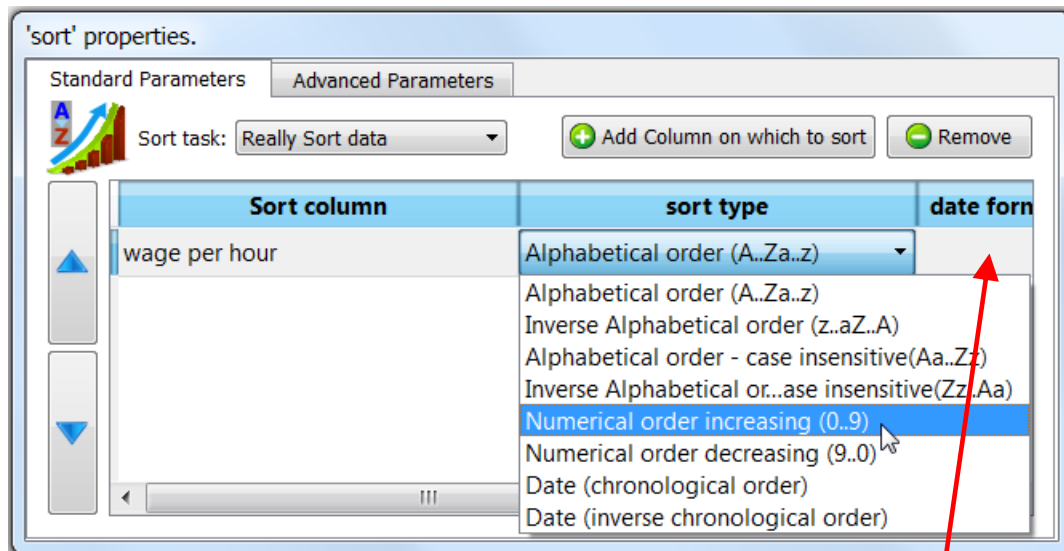 'sort' properties.
Standard Parameters Advanced Parameters
A
Z
Sort task: Really Sort data Add Column on which to sort Remove
Sort column sort type date forn
wage per hour Alphabetical order (A..Za..z)
Alphabetical order (A..Za..z)
Inverse Alphabetical order (z..aZ..A)
Alphabetical order - case insensitive(Aa..Zz)
Inverse Alphabetical or...ase insensitive(Zz..Aa)
Numerical order increasing (0..9)
Numerical order decreasing (9..0)
Date (chronological order)
Date (inverse chronological order)